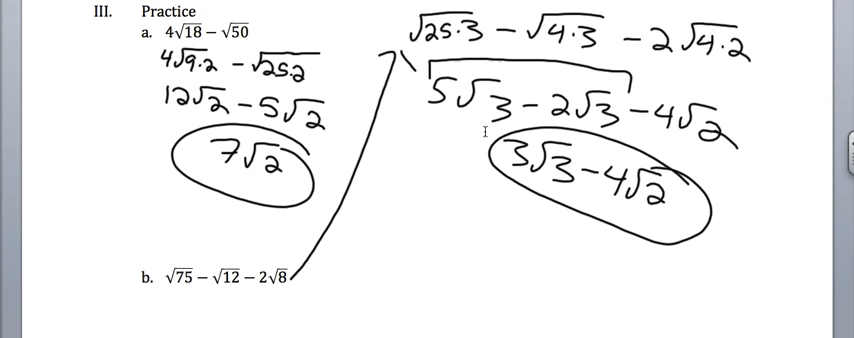 III. Practice
a. 4√18 − √50
4√9·2 − √25·2
12√2 − 5√2
7√2
b. √75 − √12 − 2√8
√25·3 − √4·3 − 2√4·2
5√3 − 2√3 − 4√2
3√3 − 4√2